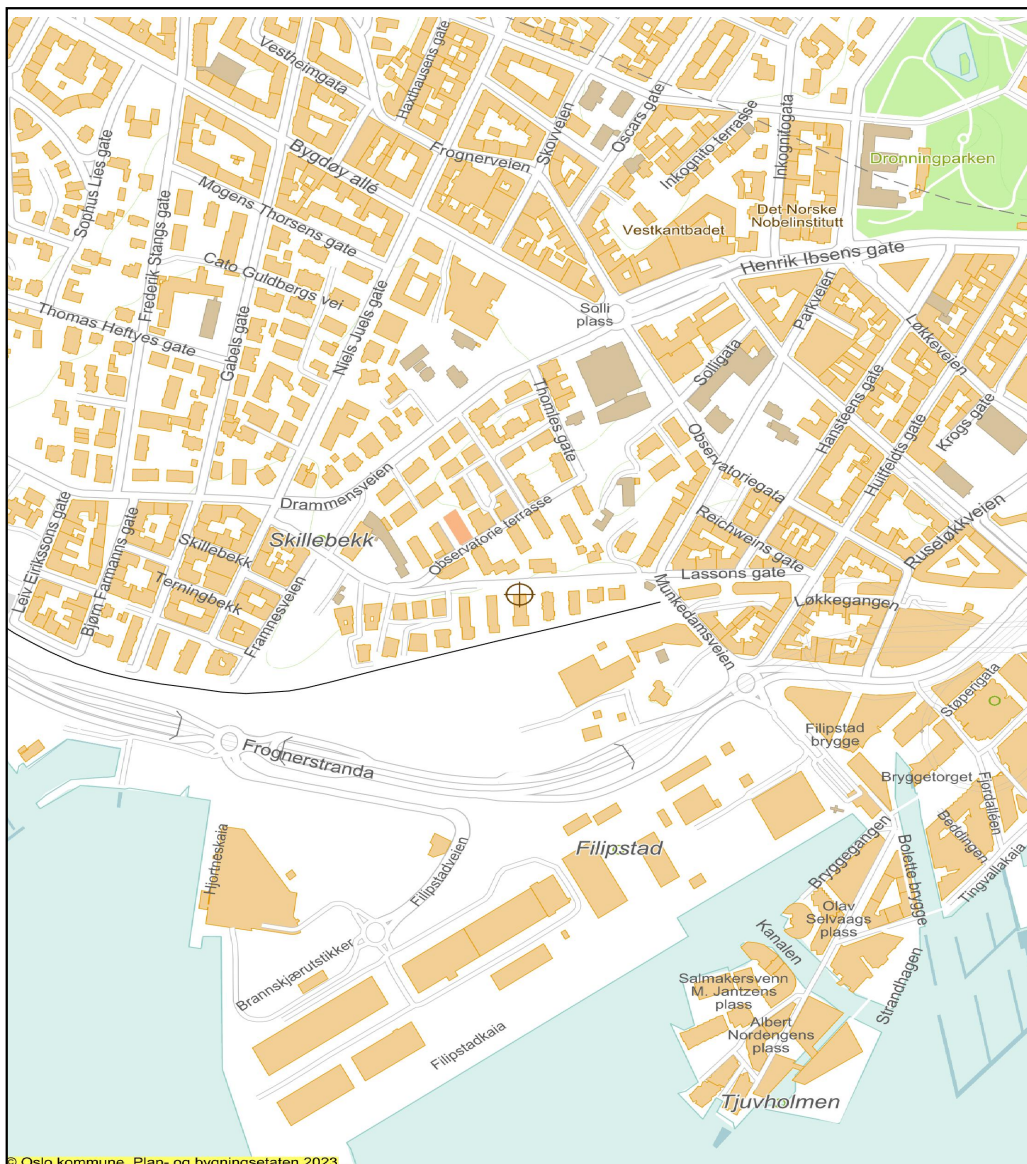 Vestheimgata
Haxthausens gate
Oscars gate
Skovveien
Frognerveien
Inkognito terrasse
Inkognitogata
Dronningparken
Sophus Lies gate
Bygdøy allé
Mogens Thorsens gate
Frederik Stangs gate
Vestkantbadet
Det Norske
Nobelinstitutt
Henrik Ibsens gate
Cato Guldbergs vei
Thomas Heftyes gate
Gabels gate
Niels Juels gate
Solli
plass
Parkveien
Løkkeveien
Solligata
Thomles gate
Hansteens gate
Huitfeldts gate
Krogs gate
Observatoriegata
Drammensveien
Skillebekk
Observatorie terrasse
Reichweins gate
Ruseløkkveien
Leiv Eirikssons gate
Bjørn Farmanns gate
Skillebekk
Terningbekk
Framnesveien
Lassons gate
Munkedamsveien
Løkkegangen
Støperigata
Filipstad
brygge
Frognerstranda
Bryggetorget
Fjordalléen
Beddingen
Tingvallakaia
Hjortneskaia
Filipstadveien
Filipstad
Bryggegangen
Bolette brygge
Olav
Selvaags
plass
Kanalen
Brannskjærutstikker
Filipstadkaia
Salmakersvenn
M. Jantzens
plass
Strandhagen
Albert
Nordengens
plass
Tjuvholmen
© Oslo kommune, Plan- og bygningsetaten 2023